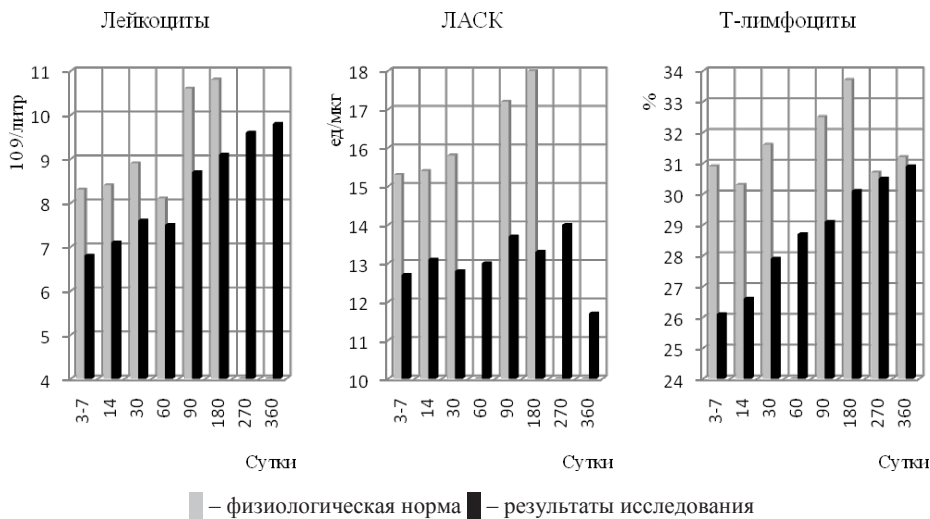 Лейкоциты ЛАСК Т-лимфоциты
10 9/литр
11
10
9
8
7
6
5
4
3-7 14 30 60 90 180 270 360
Сутки
ед/мкг
18
17
16
15
14
13
12
11
10
3-7 14 30 60 90 180 270 360
Сутки
%
34
33
32
31
30
29
28
27
26
25
24
3-7 14 30 60 90 180 270 360
Сутки
– физиологическая норма – результаты исследования